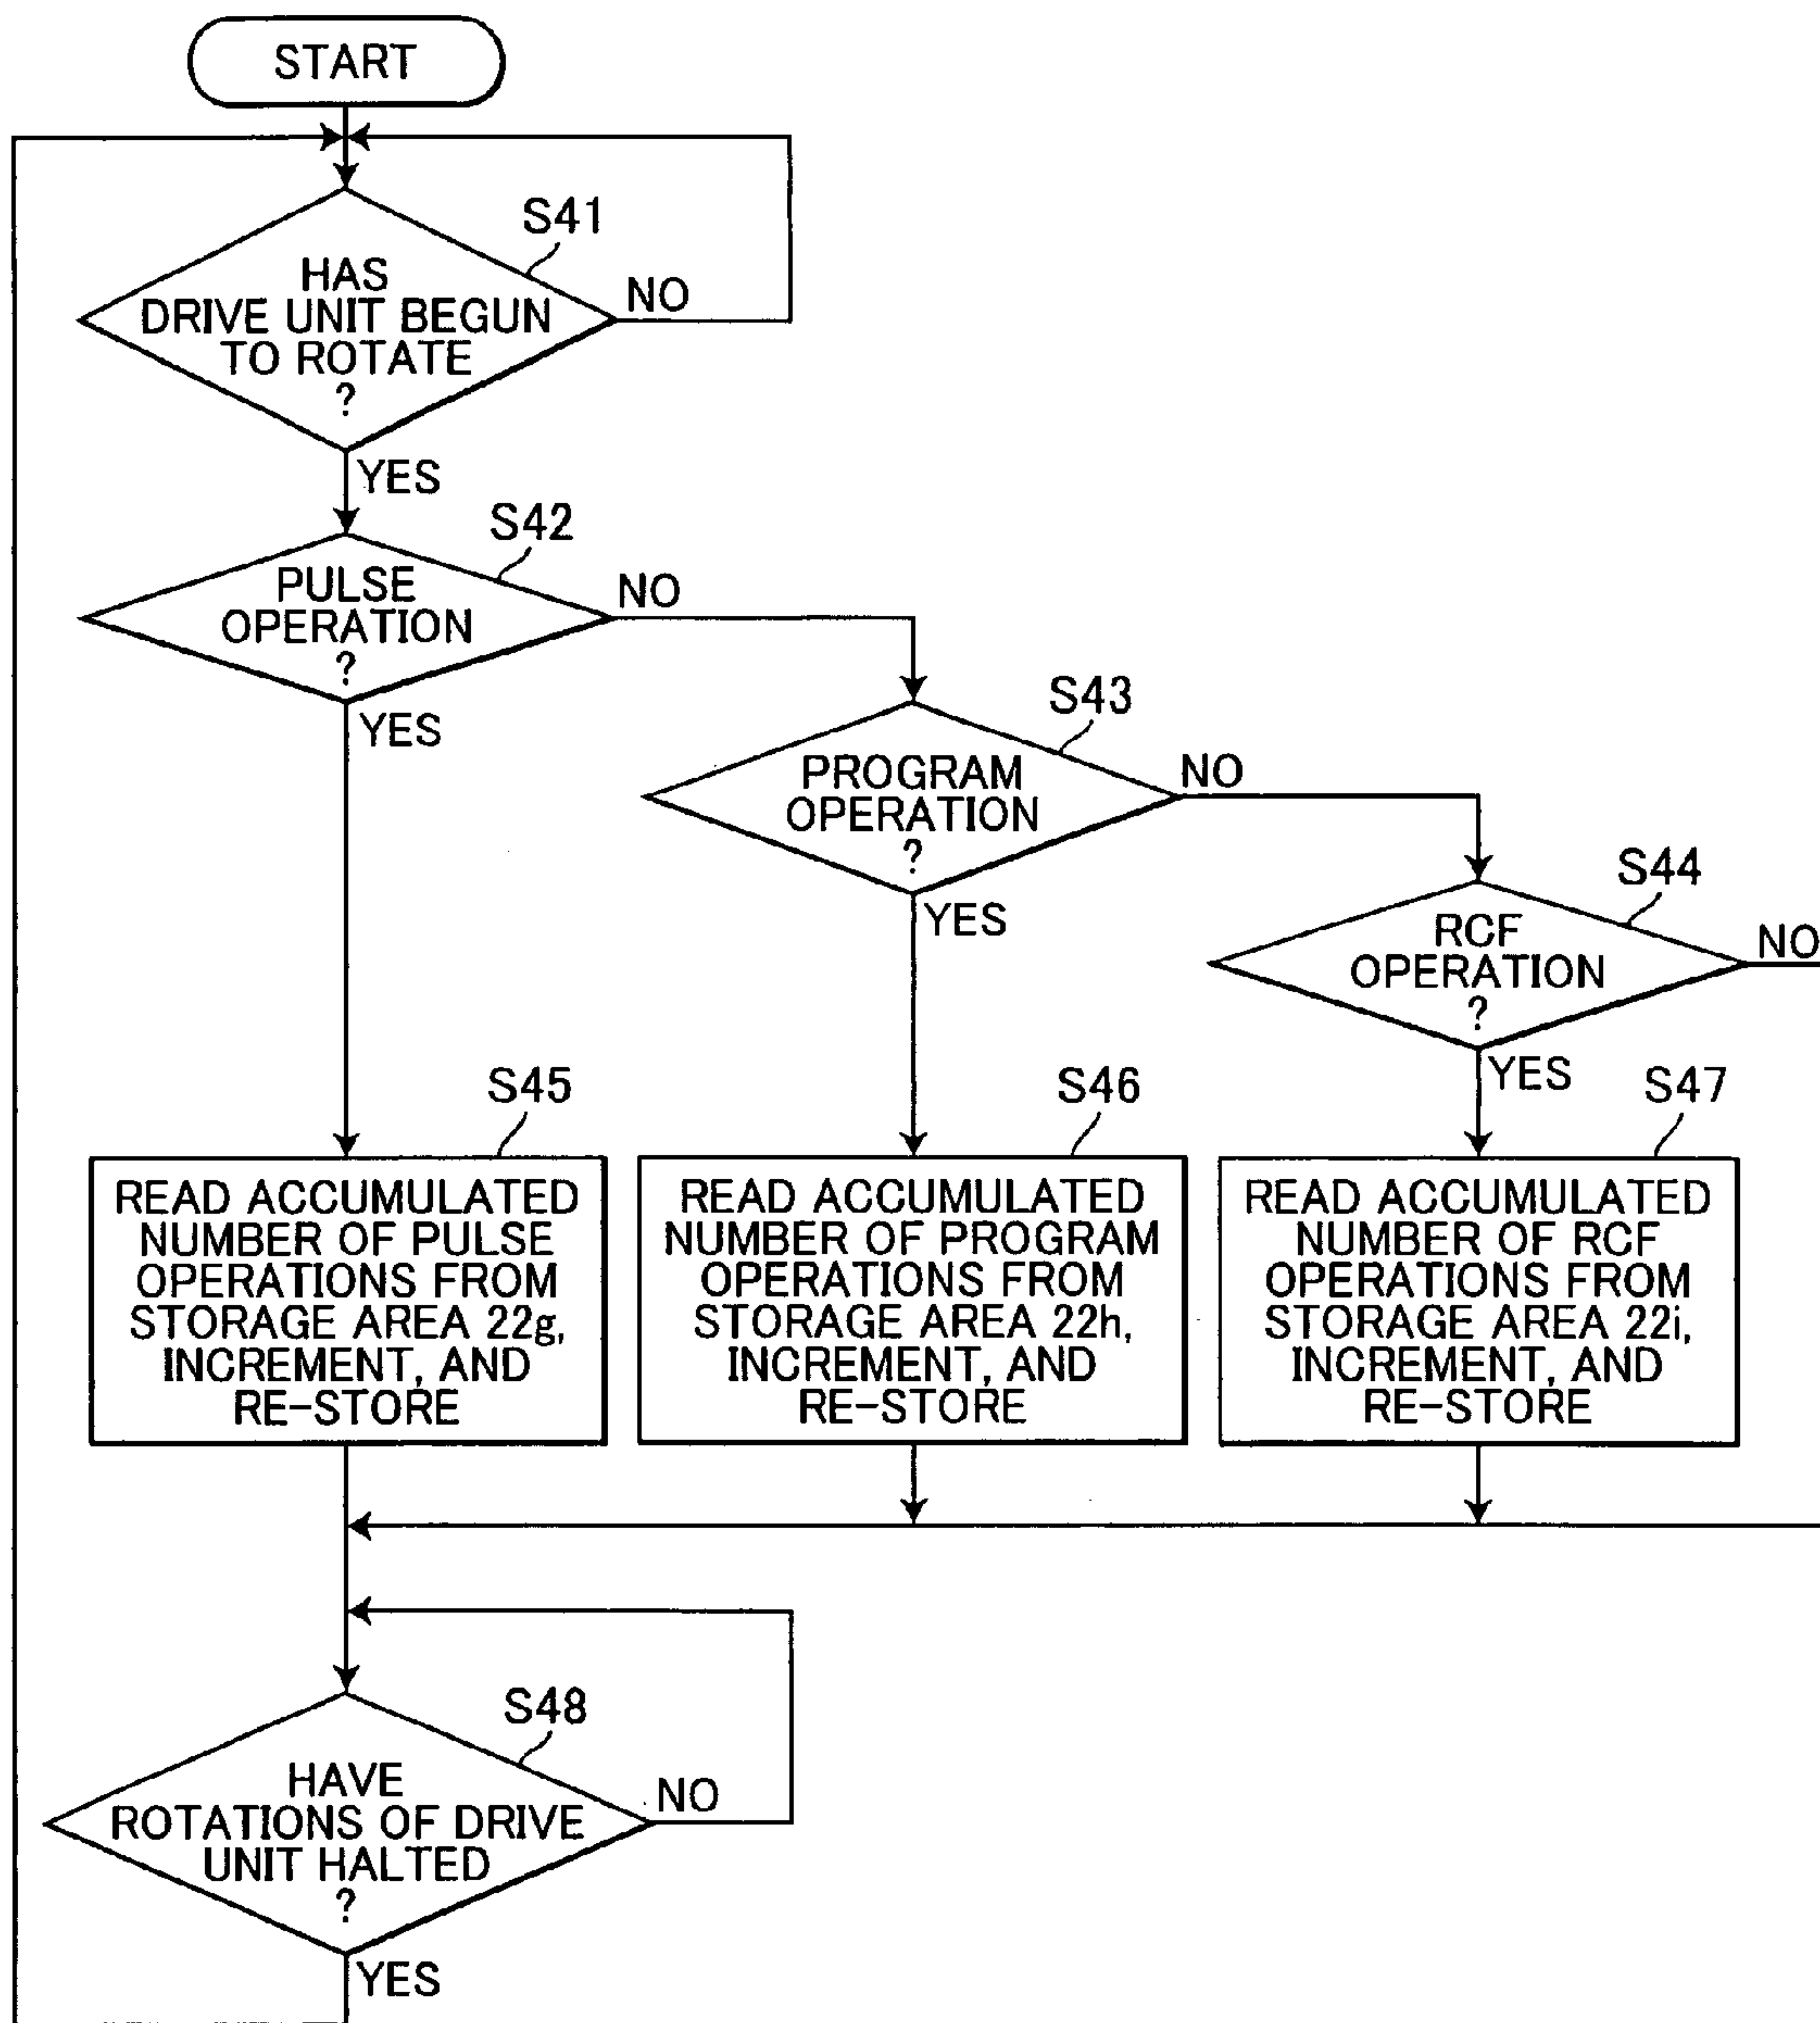 START
S41
HAS
DRIVE UNIT BEGUN
TO ROTATE
?
NO
YES
S42
PULSE
OPERATION
?
NO
YES
S43
PROGRAM
OPERATION
?
NO
YES
S44
RCF
OPERATION
?
NO
YES
S45
READ ACCUMULATED
NUMBER OF PULSE
OPERATIONS FROM
STORAGE AREA 22g,
INCREMENT, AND
RE-STORE
S46
READ ACCUMULATED
NUMBER OF PROGRAM
OPERATIONS FROM
STORAGE AREA 22h,
INCREMENT, AND
RE-STORE
S47
READ ACCUMULATED
NUMBER OF RCF
OPERATIONS FROM
STORAGE AREA 22i,
INCREMENT, AND
RE-STORE
S48
HAVE
ROTATIONS OF DRIVE
UNIT HALTED
?
NO
YES